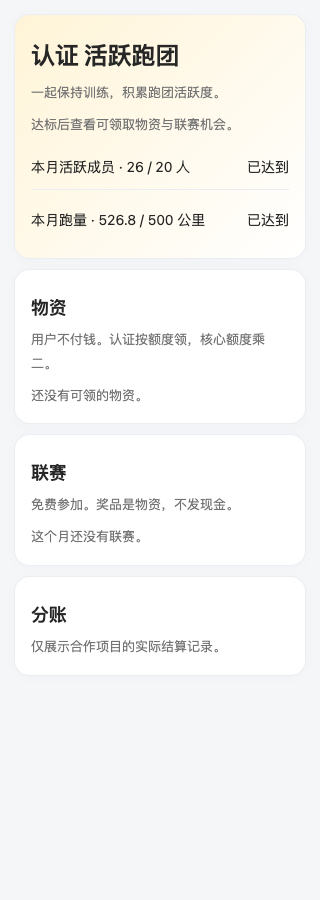 认证 活跃跑团
一起保持训练，积累跑团活跃度。
达标后查看可领取物资与联赛机会。
本月活跃成员 · 26 / 20 人 已达到
本月跑量 · 526.8 / 500 公里 已达到
物资
用户不付钱。认证按额度领，核心额度乘
二。
还没有可领的物资。
联赛
免费参加。奖品是物资，不发现金。
这个月还没有联赛。
分账
仅展示合作项目的实际结算记录。